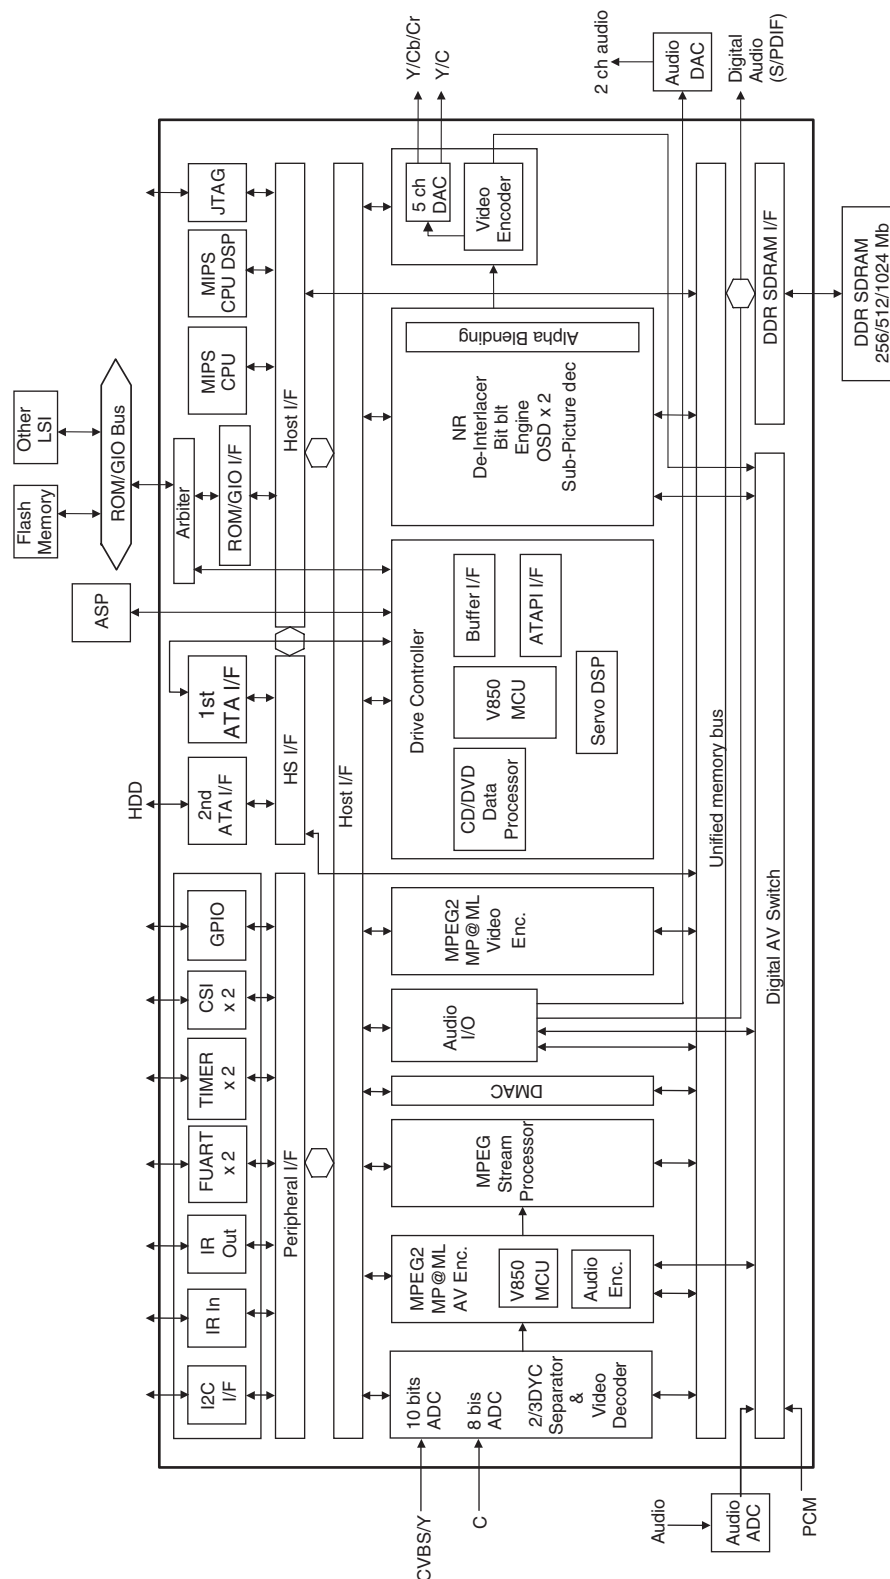 HDD
ASP
Flash
Memory
Other
LSI
ROM/GIO Bus
I2C
I/F
IR In
IR
Out
FUART
x 2
TIMER
x 2
CSI
x 2
GPIO
2nd
ATA I/F
1st
ATA I/F
Arbiter
ROM/GIO I/F
MIPS
CPU
MIPS
CPU DSP
JTAG
Peripheral I/F
HS I/F
Host I/F
Host I/F
CVBS/Y
C
10 bits
ADC
8 bis
ADC
2/3DYC
Separator
&
Video
Decoder
MPEG2
MP@ML
AV Enc.
V850
MCU
Audio
Enc.
MPEG
Stream
Processor
DMAC
Audio
I/O
MPEG2
MP@ML
Video
Enc.
Drive Controller
CD/DVD
Data
Processor
V850
MCU
Buffer I/F
ATAPI I/F
Servo DSP
NR
De-Interlacer
Bit blt
Engine
OSD x 2
Sub-Picture dec
Alpha Blending
5 ch
DAC
Video
Encoder
Y/Cb/Cr
Y/C
2 ch audio
Audio
DAC
Digital
Audio
(S/PDIF)
Unified memory bus
Digital AV Switch
DDR SDRAM I/F
Audio
Audio
ADC
PCM
DDR SDRAM
256/512/1024 Mb